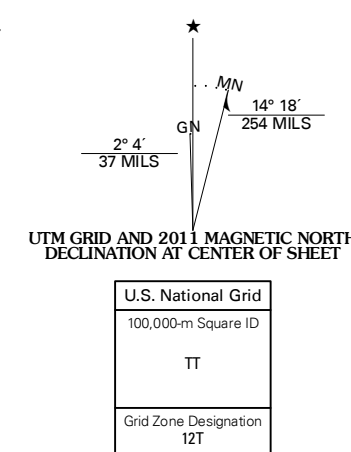 ★
MN
GN
14° 18´
254 MILS
2° 4´
37 MILS
UTM GRID AND 2011 MAGNETIC NORTH
DECLINATION AT CENTER OF SHEET
U.S. National Grid
100,000-m Square ID
TT
Grid Zone Designation
12T